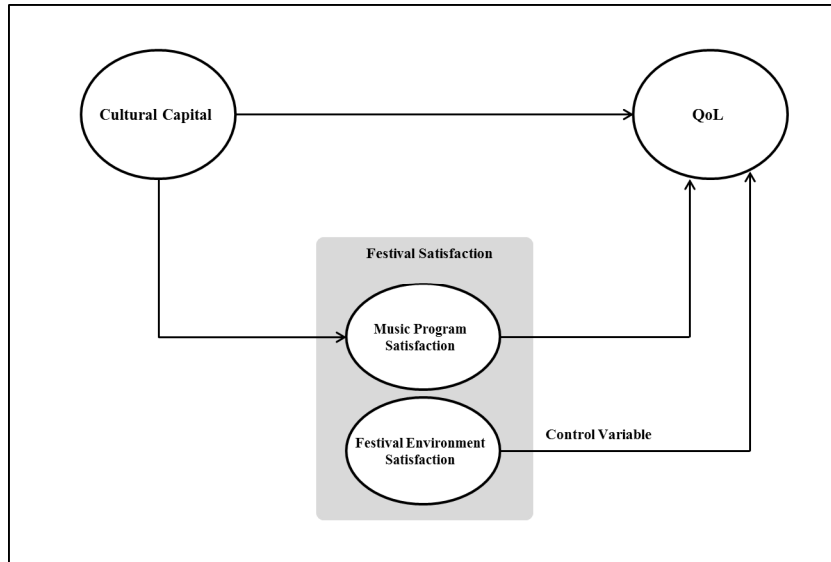 Cultural Capital
QoL
Festival Satisfaction
Music Program
Satisfaction
Festival Environment
Satisfaction
Control Variable